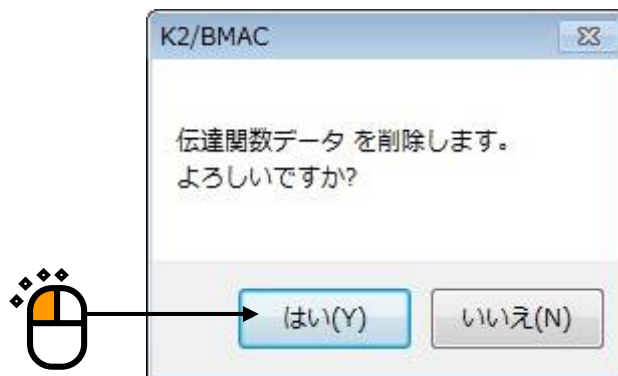 K2/BMAC
伝達関数データ を削除します。
よろしいですか?
はい(Y)
いいえ(N)